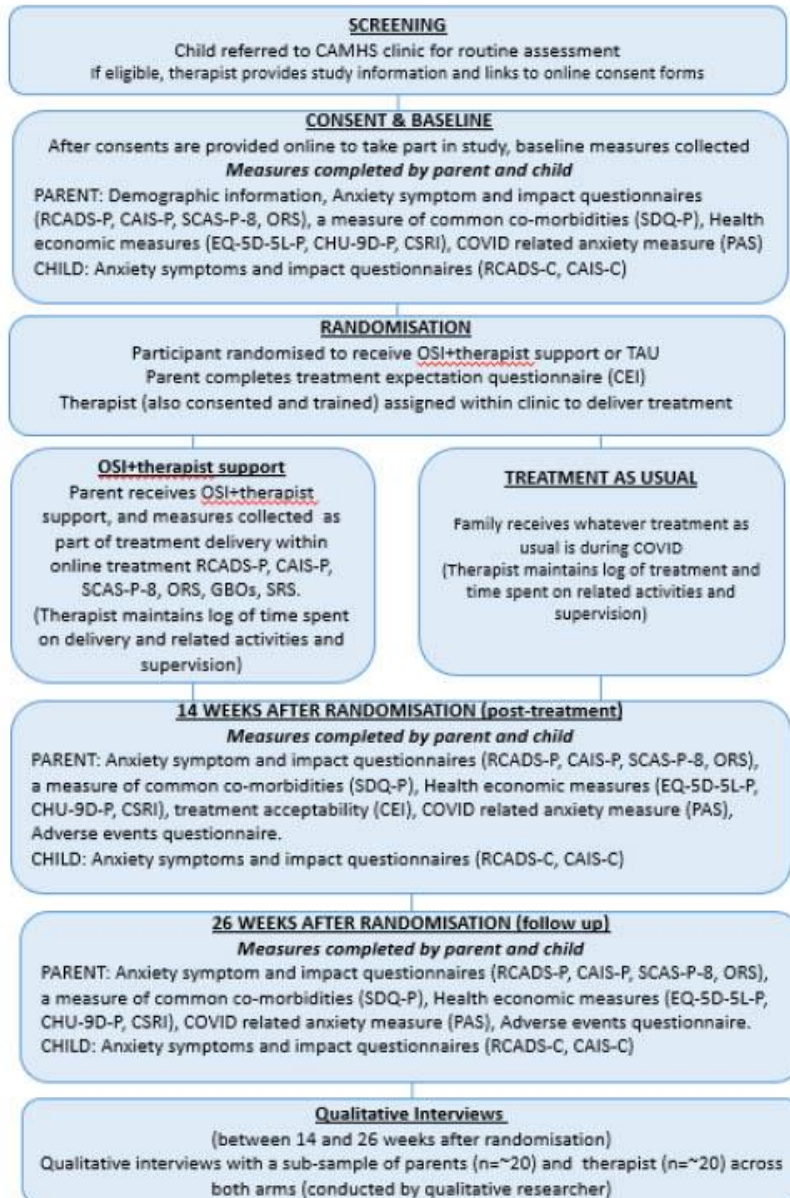 SCREENING
Child referred to CAMHS clinic for routine assessment
If eligible, therapist provides study information and links to online consent forms
CONSENT & BASELINE
After consents are provided online to take part in study, baseline measures collected
Measures completed by parent and child
PARENT: Demographic information, Anxiety symptom and impact questionnaires
(RCADS-P, CAIS-P, SCAS-P-8, ORS), a measure of common co-morbidities (SDQ-P), Health
economic measures (EQ-5D-5L-P, CHU-9D-P, CSRI), COVID related anxiety measure (PAS)
CHILD: Anxiety symptoms and impact questionnaires (RCADS-C, CAIS-C)
RANDOMISATION
Participant randomised to receive OSI+therapist support or TAU
Parent completes treatment expectation questionnaire (CEI)
Therapist (also consented and trained) assigned within clinic to deliver treatment
OSI+therapist support
Parent receives OSI+therapist
support, and measures collected as
part of treatment delivery within
online treatment RCADS-P, CAIS-P,
SCAS-P-8, ORS, GBOs, SRS.
(Therapist maintains log of time spent
on delivery and related activities and
supervision)
TREATMENT AS USUAL
Family receives whatever treatment as
usual is during COVID
(Therapist maintains log of treatment and
time spent on related activities and
supervision)
14 WEEKS AFTER RANDOMISATION (post-treatment)
Measures completed by parent and child
PARENT: Anxiety symptom and impact questionnaires (RCADS-P, CAIS-P, SCAS-P-8, ORS),
a measure of common co-morbidities (SDQ-P), Health economic measures (EQ-5D-5L-P,
CHU-9D-P, CSRI), treatment acceptability (CEI), COVID related anxiety measure (PAS),
Adverse events questionnaire.
CHILD: Anxiety symptoms and impact questionnaires (RCADS-C, CAIS-C)
26 WEEKS AFTER RANDOMISATION (follow up)
Measures completed by parent and child
PARENT: Anxiety symptom and impact questionnaires (RCADS-P, CAIS-P, SCAS-P-8, ORS),
a measure of common co-morbidities (SDQ-P), Health economic measures (EQ-5D-5L-P,
CHU-9D-P, CSRI), COVID related anxiety measure (PAS), Adverse events questionnaire.
CHILD: Anxiety symptoms and impact questionnaires (RCADS-C, CAIS-C)
Qualitative Interviews
(between 14 and 26 weeks after randomisation)
Qualitative interviews with a sub-sample of parents (n=~20) and therapist (n=~20) across
both arms (conducted by qualitative researcher)